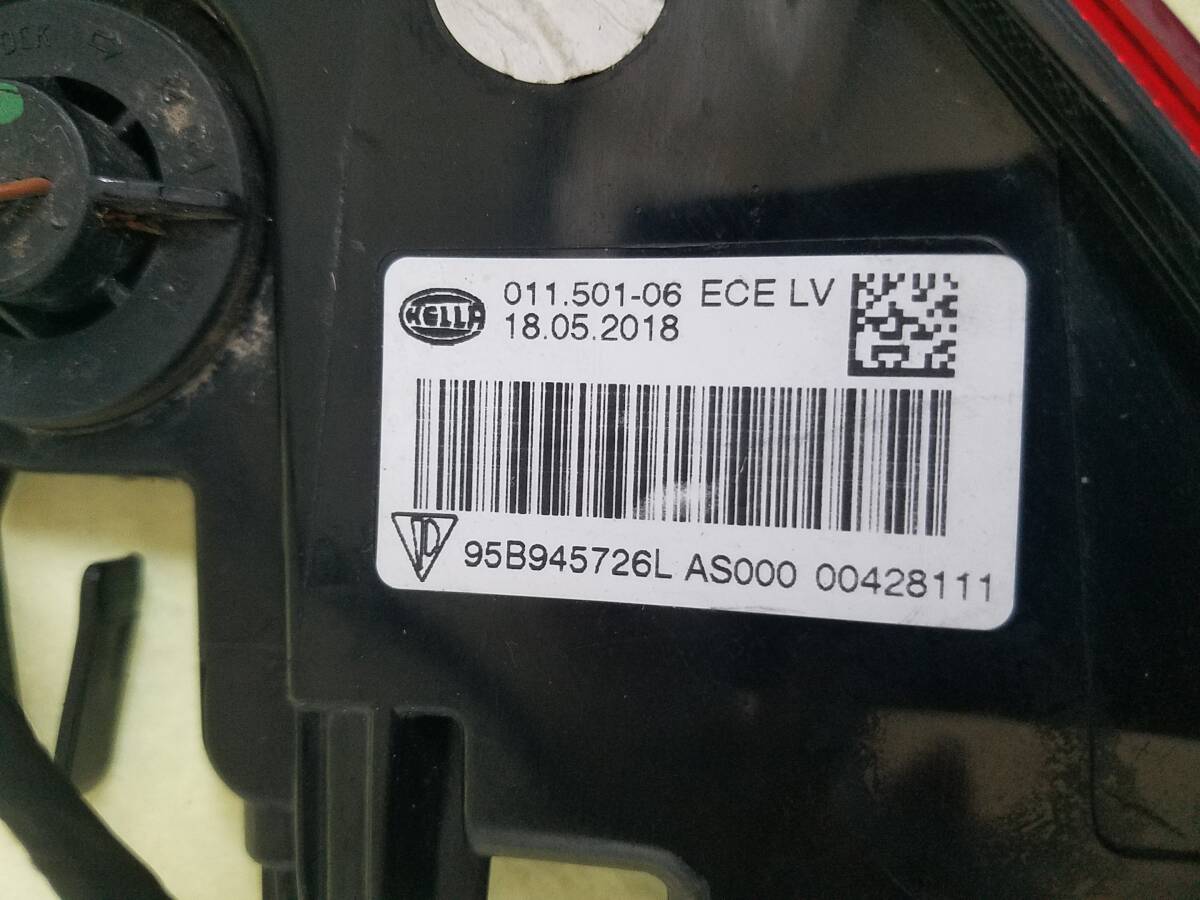 HELLA
011.501-06 ECE LV
18.05.2018
95B945726L AS000 00428111